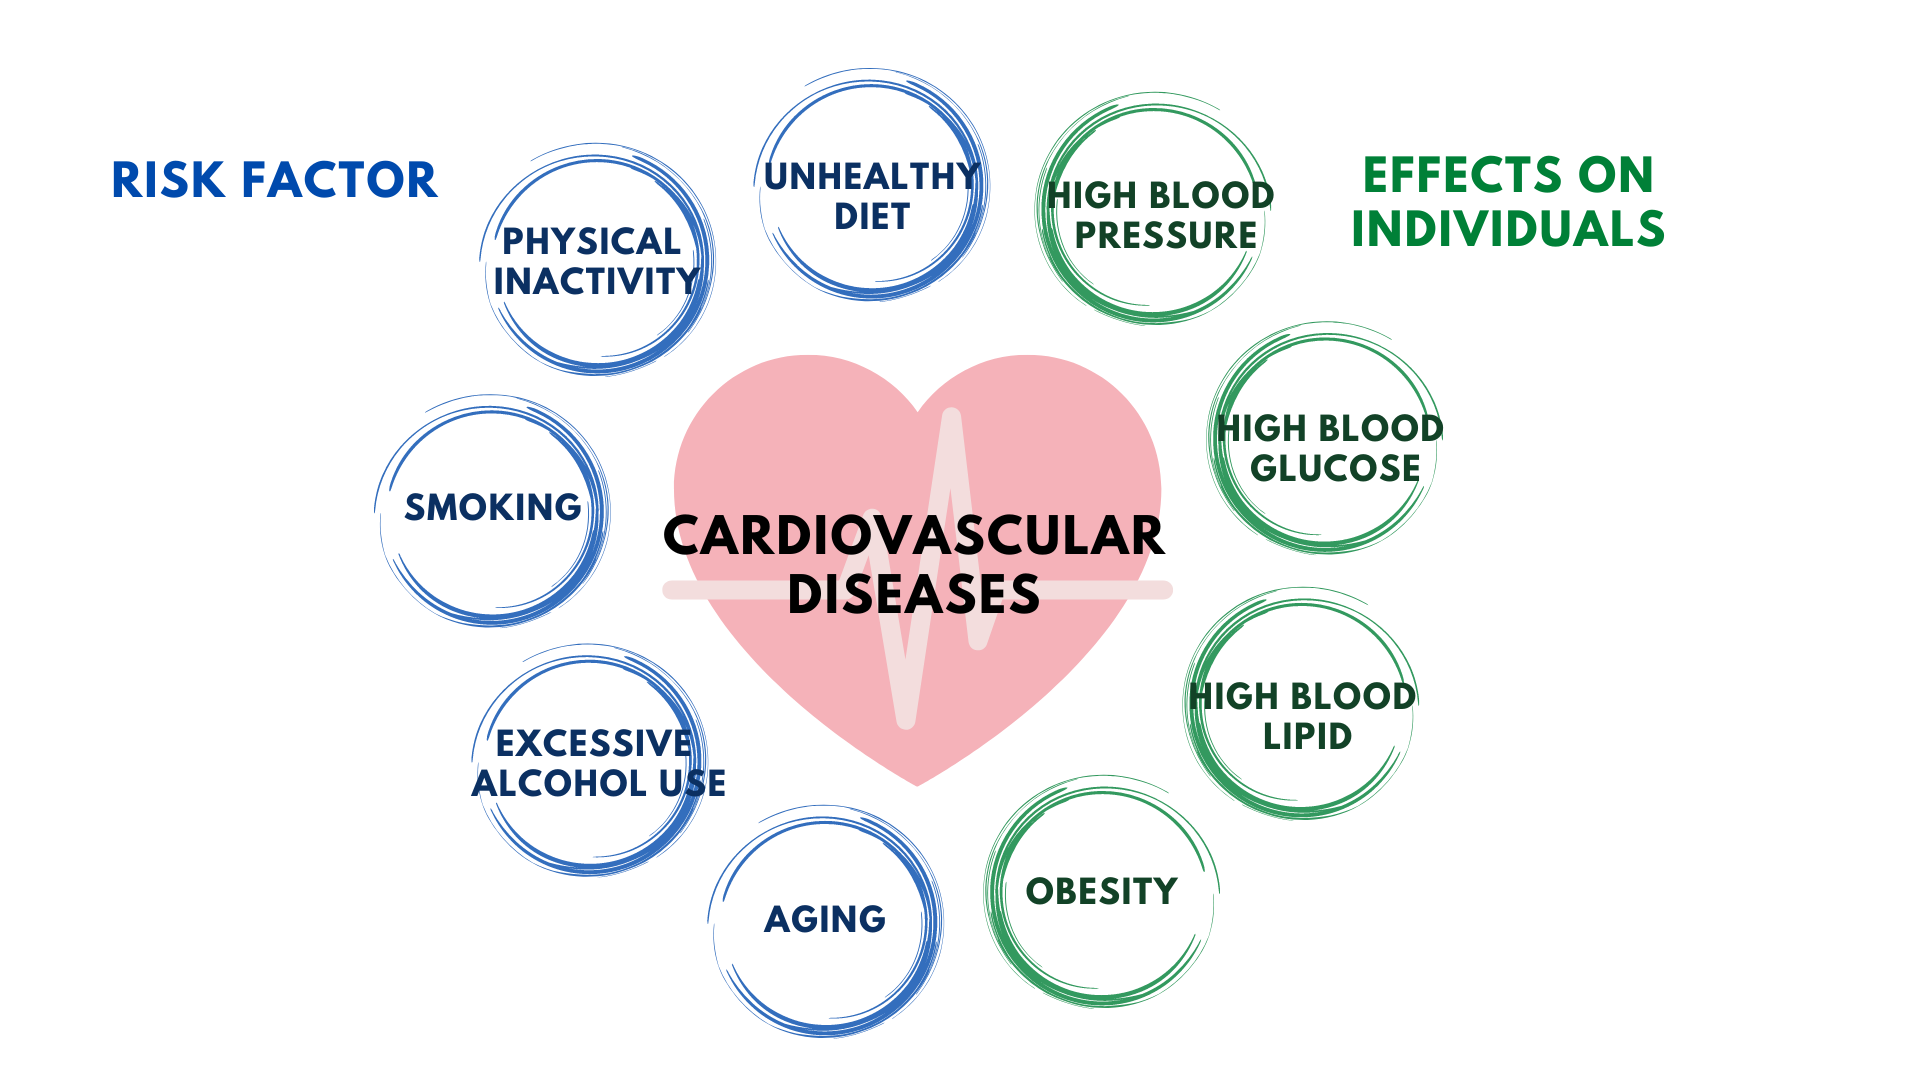 RISK FACTOR
PHYSICAL
INACTIVITY
UNHEALTHY
DIET
HIGH BLOOD
PRESSURE
EFFECTS ON
INDIVIDUALS
SMOKING
CARDIOVASCULAR
DISEASES
HIGH BLOOD
GLUCOSE
EXCESSIVE
ALCOHOL USE
HIGH BLOOD
LIPID
AGING
OBESITY